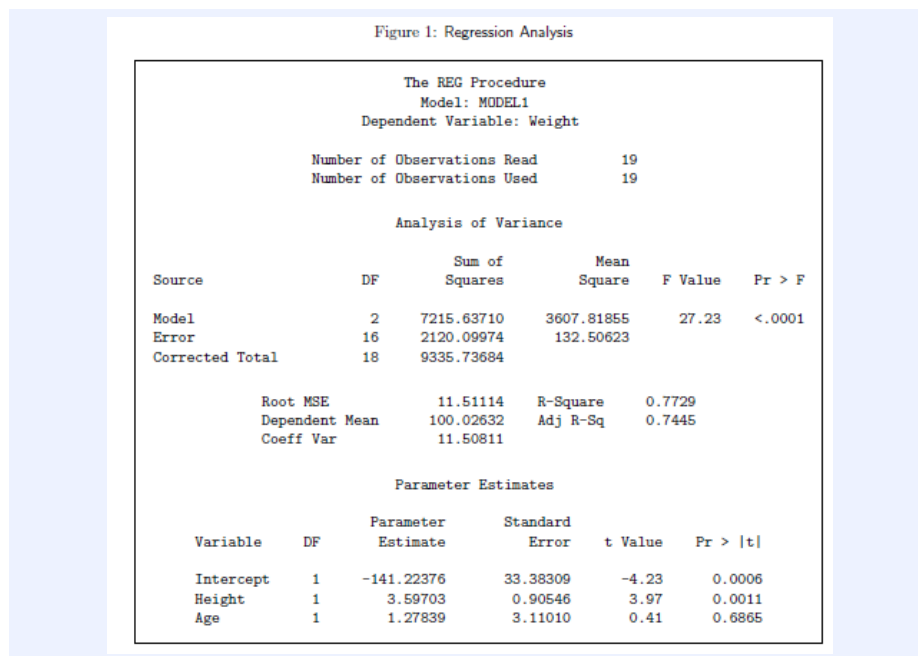 Figure 1: Regression Analysis
The REG Procedure
Model: MODEL1
Dependent Variable: Weight
Number of Observations Read 19
Number of Observations Used 19
Analysis of Variance
Sum of Mean
Source DF Squares Square F Value Pr > F
Model 2 7215.63710 3607.81855 27.23 <.0001
Error 16 2120.09974 132.50623
Corrected Total 18 9335.73684
Root MSE 11.51114 R-Square 0.7729
Dependent Mean 100.02632 Adj R-Sq 0.7445
Coeff Var 11.50811
Parameter Estimates
Parameter Standard
Variable DF Estimate Error t Value Pr > |t|
Intercept 1 -141.22376 33.38309 -4.23 0.0006
Height 1 3.59703 0.90546 3.97 0.0011
Age 1 1.27839 3.11010 0.41 0.6865